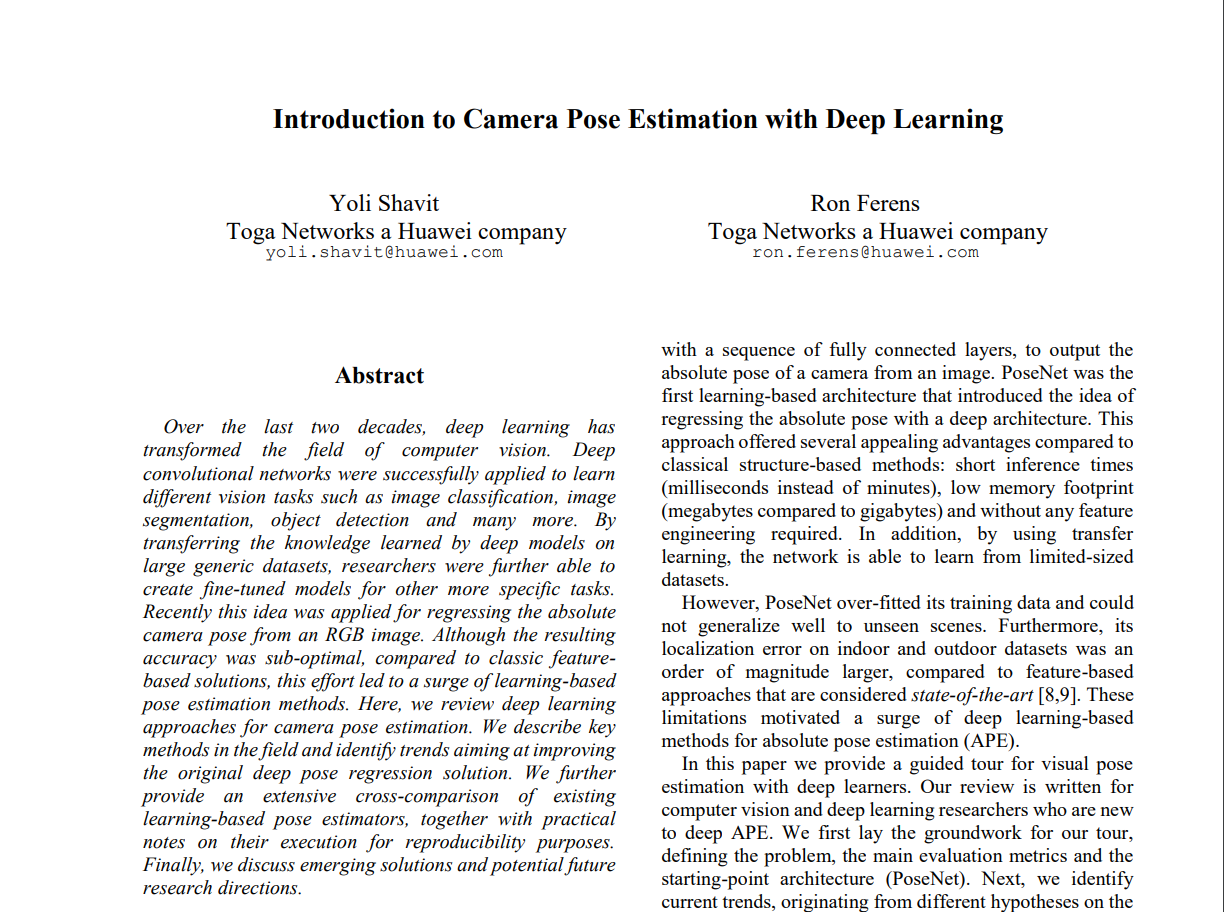 Introduction to Camera Pose Estimation with Deep Learning
Yoli Shavit
Toga Networks a Huawei company
yoli.shavit@huawei.com
Ron Ferens
Toga Networks a Huawei company
ron.ferens@huawei.com
Abstract
Over the last two decades, deep learning has
transformed the field of computer vision. Deep
convolutional networks were successfully applied to learn
different vision tasks such as image classification, image
segmentation, object detection and many more. By
transferring the knowledge learned by deep models on
large generic datasets, researchers were further able to
create fine-tuned models for other more specific tasks.
Recently this idea was applied for regressing the absolute
camera pose from an RGB image. Although the resulting
accuracy was sub-optimal, compared to classic feature-
based solutions, this effort led to a surge of learning-based
pose estimation methods. Here, we review deep learning
approaches for camera pose estimation. We describe key
methods in the field and identify trends aiming at improving
the original deep pose regression solution. We further
provide an extensive cross-comparison of existing
learning-based pose estimators, together with practical
notes on their execution for reproducibility purposes.
Finally, we discuss emerging solutions and potential future
research directions.
with a sequence of fully connected layers, to output the
absolute pose of a camera from an image. PoseNet was the
first learning-based architecture that introduced the idea of
regressing the absolute pose with a deep architecture. This
approach offered several appealing advantages compared to
classical structure-based methods: short inference times
(milliseconds instead of minutes), low memory footprint
(megabytes compared to gigabytes) and without any feature
engineering required. In addition, by using transfer
learning, the network is able to learn from limited-sized
datasets.
However, PoseNet over-fitted its training data and could
not generalize well to unseen scenes. Furthermore, its
localization error on indoor and outdoor datasets was an
order of magnitude larger, compared to feature-based
approaches that are considered state-of-the-art [8,9]. These
limitations motivated a surge of deep learning-based
methods for absolute pose estimation (APE).
In this paper we provide a guided tour for visual pose
estimation with deep learners. Our review is written for
computer vision and deep learning researchers who are new
to deep APE. We first lay the groundwork for our tour,
defining the problem, the main evaluation metrics and the
starting-point architecture (PoseNet). Next, we identify
current trends, originating from different hypotheses on the